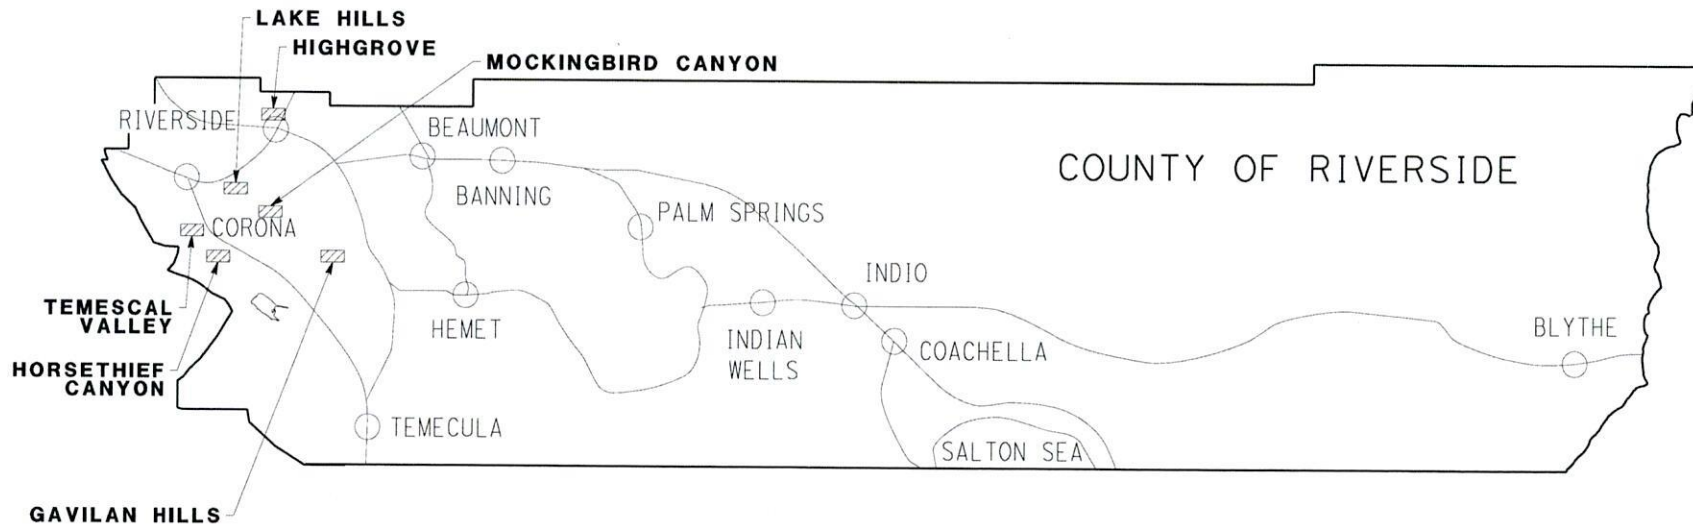 LAKE HILLS
HIGHGROVE
MOCKINGBIRD CANYON
RIVERSIDE
BEAUMONT
COUNTY OF RIVERSIDE
BANNING
PALM SPRINGS
CORONA
INDIO
TEMESCAL
VALLEY
HEMET
INDIAN
WELLS
COACHELLA
BLYTHE
HORSETHIEF
CANYON
TEMECULA
SALTON SEA
GAVILAN HILLS